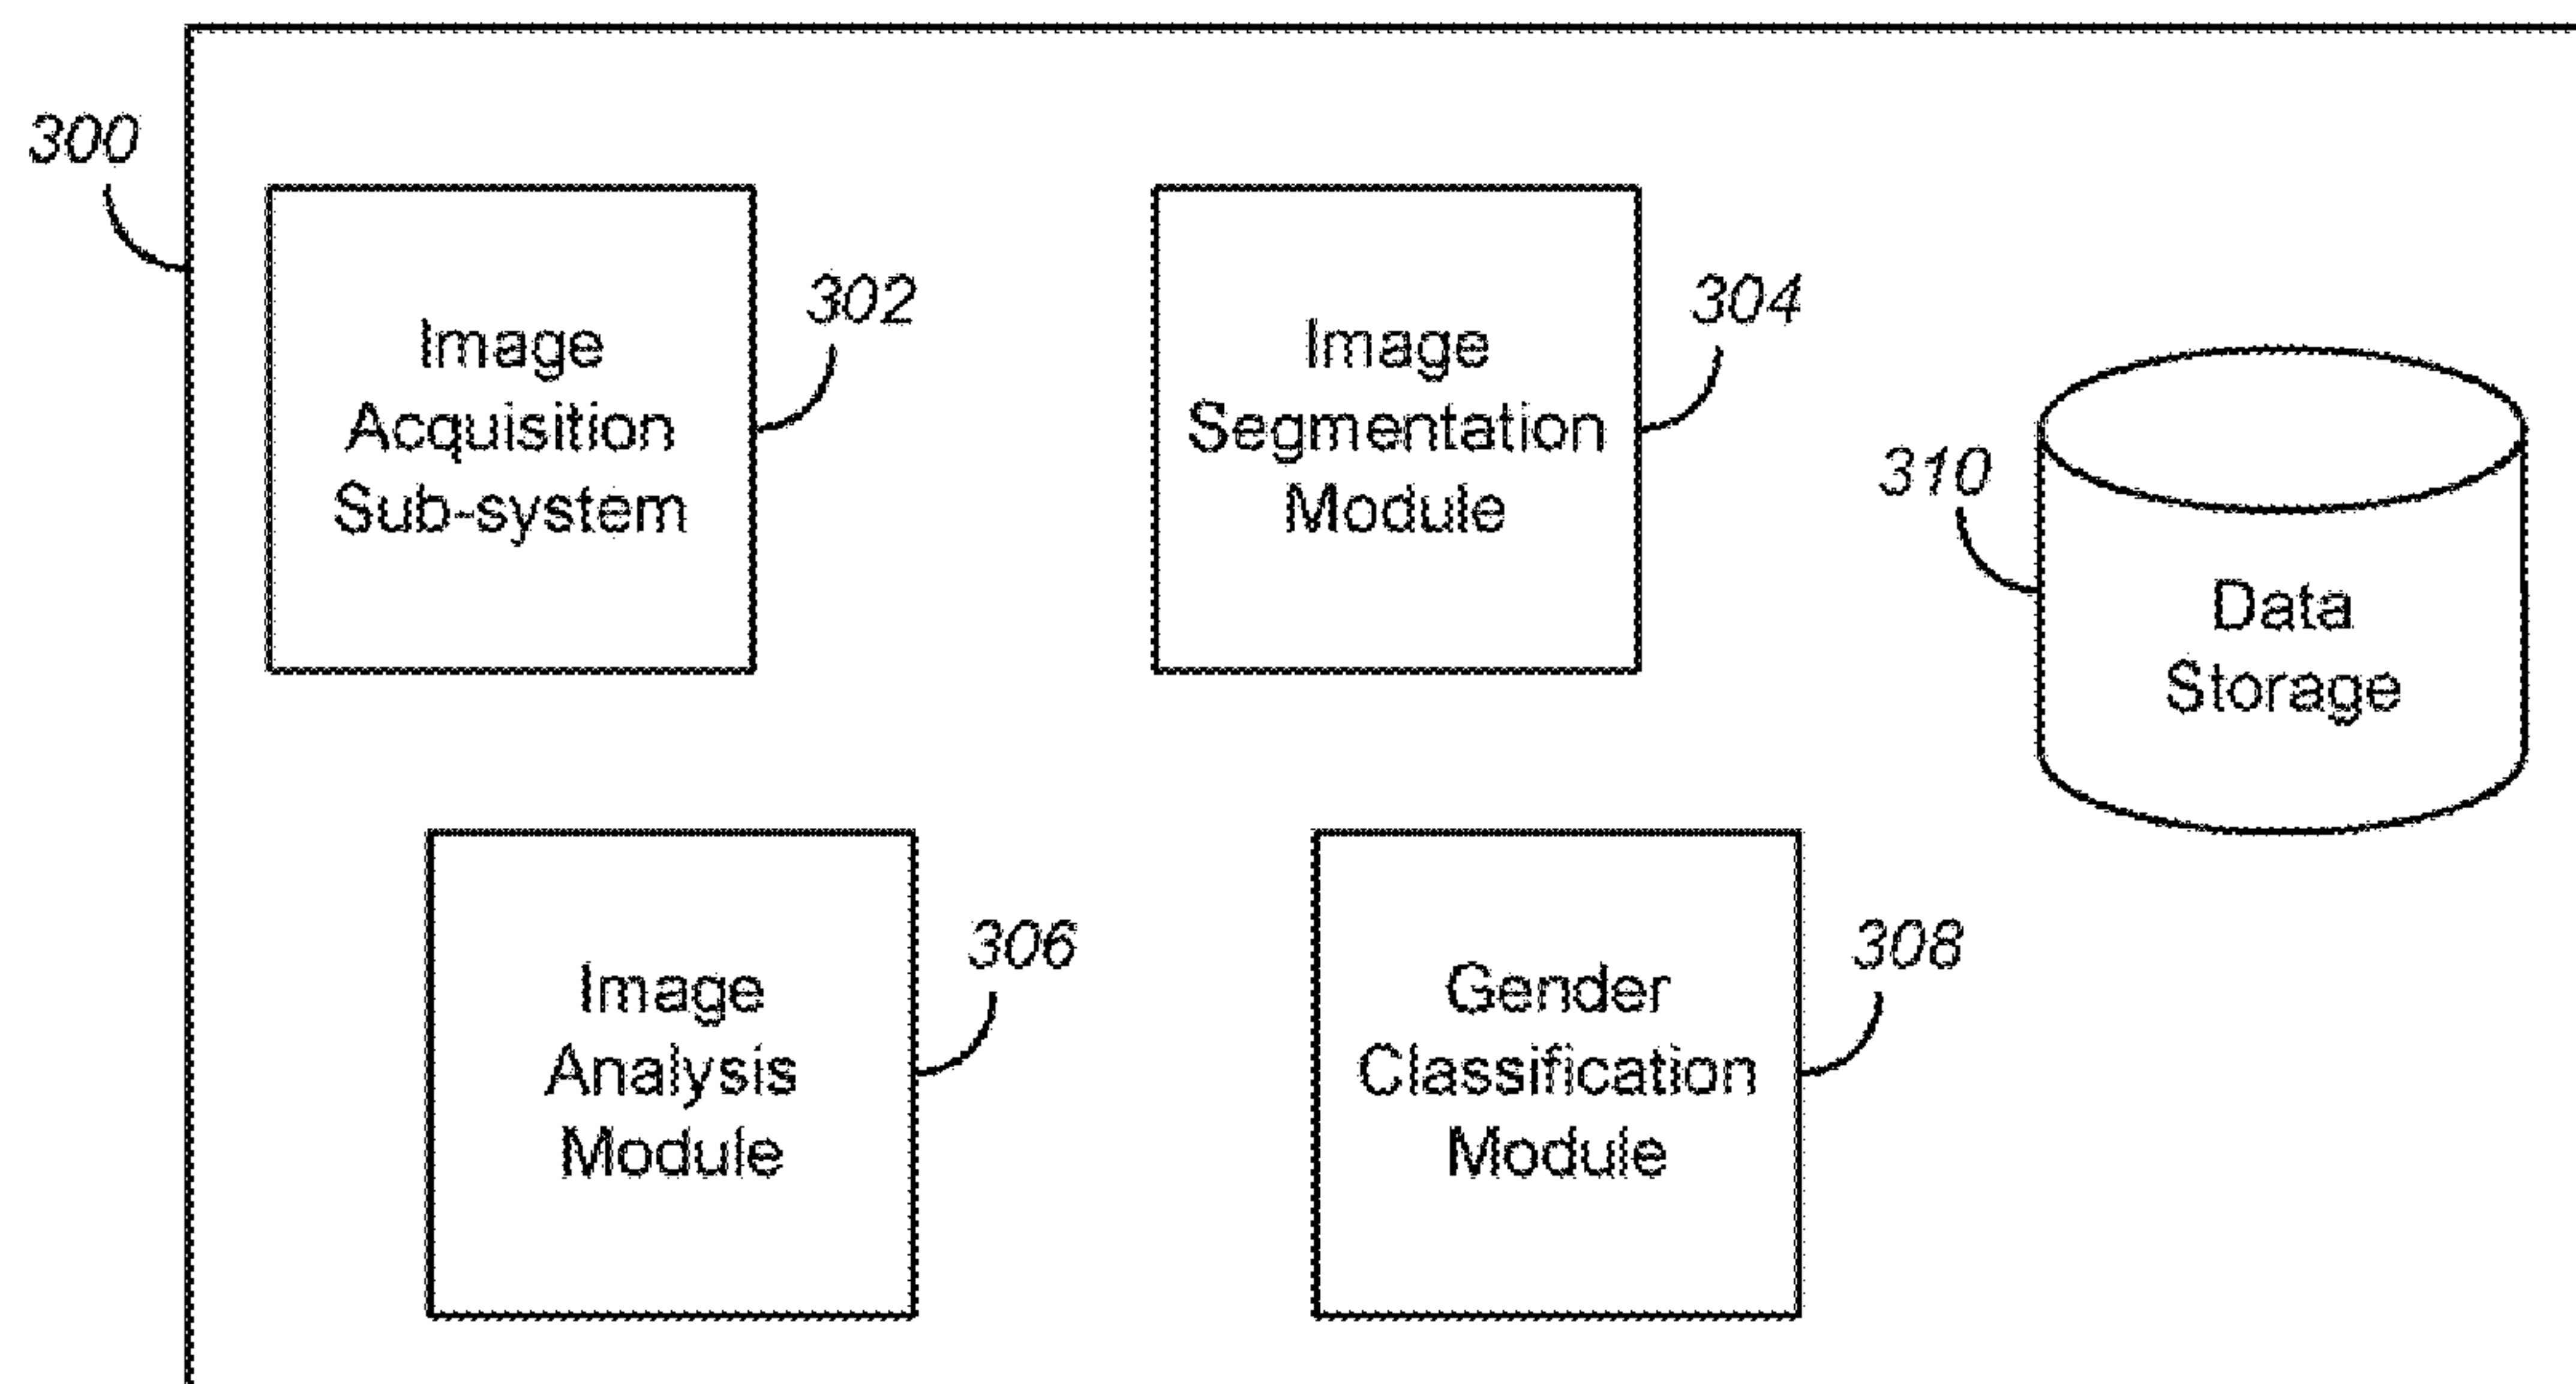 300
Image
Acquisition
Sub-system
302
Image
Segmentation
Module
304
310
Data
Storage
Image
Analysis
Module
306
Gender
Classification
Module
308